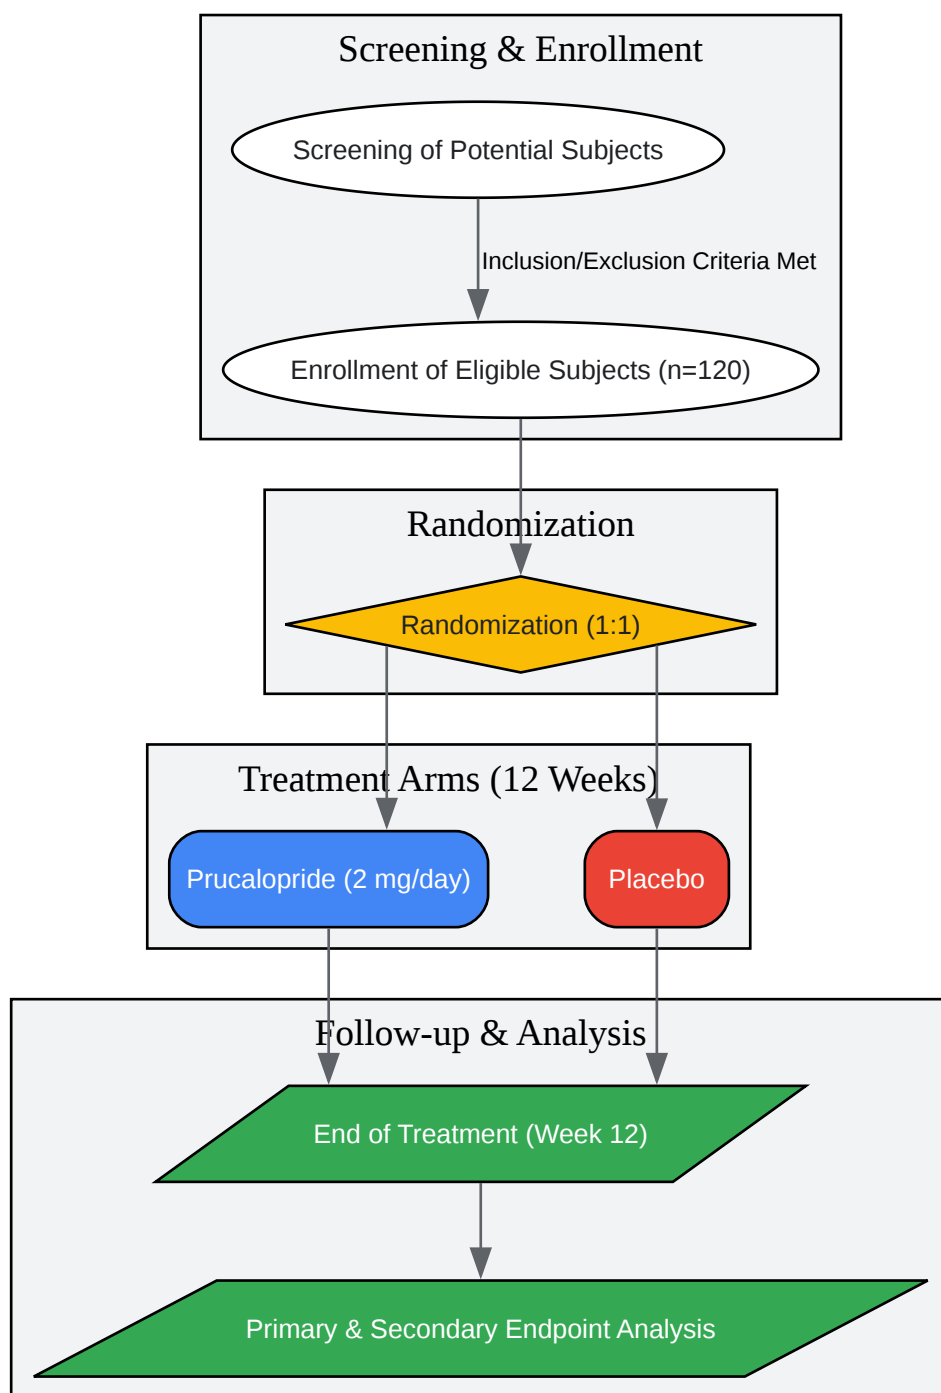 Screening & Enrollment
Screening of Potential Subjects
Inclusion/Exclusion Criteria Met
Enrollment of Eligible Subjects (n=120)
Randomization
Randomization (1:1)
Treatment Arms (12 Weeks)
Prucalopride (2 mg/day)
Placebo
Follow-up & Analysis
End of Treatment (Week 12)
Primary & Secondary Endpoint Analysis